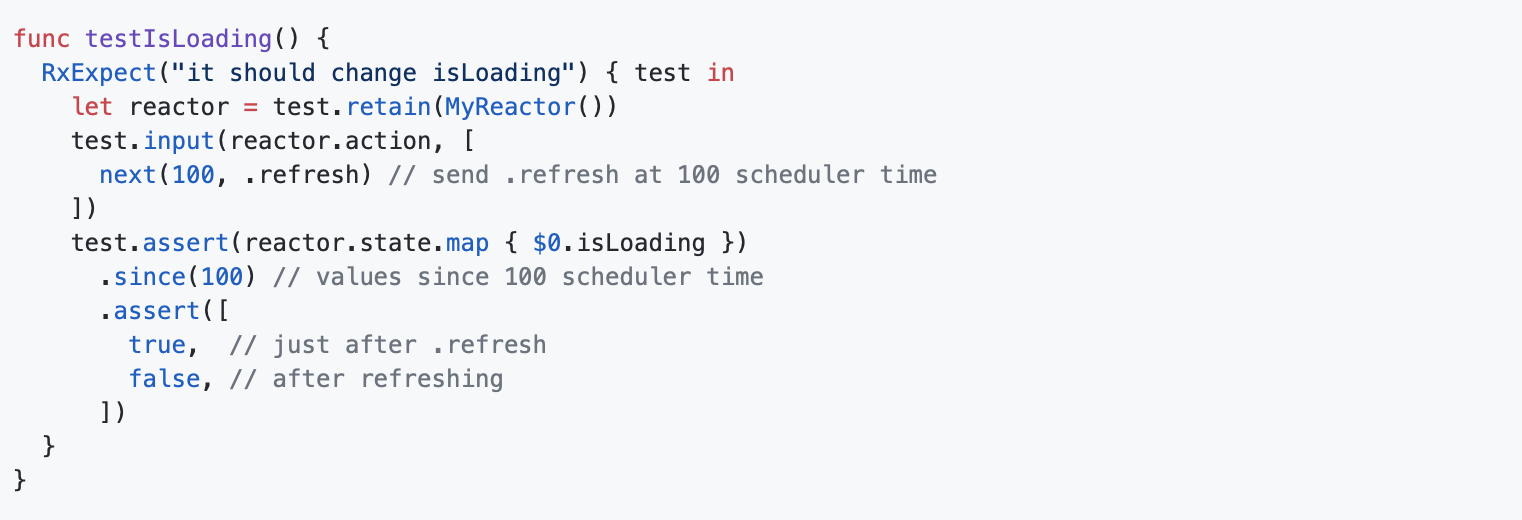 func testIsLoading() {
  RxExpect("it should change isLoading") { test in
    let reactor = test.retain(MyReactor())
    test.input(reactor.action, [
      next(100, .refresh) // send .refresh at 100 scheduler time
    ])
    test.assert(reactor.state.map { $0.isLoading })
      .since(100) // values since 100 scheduler time
      .assert([
        true,  // just after .refresh
        false, // after refreshing
      ])
  }
}